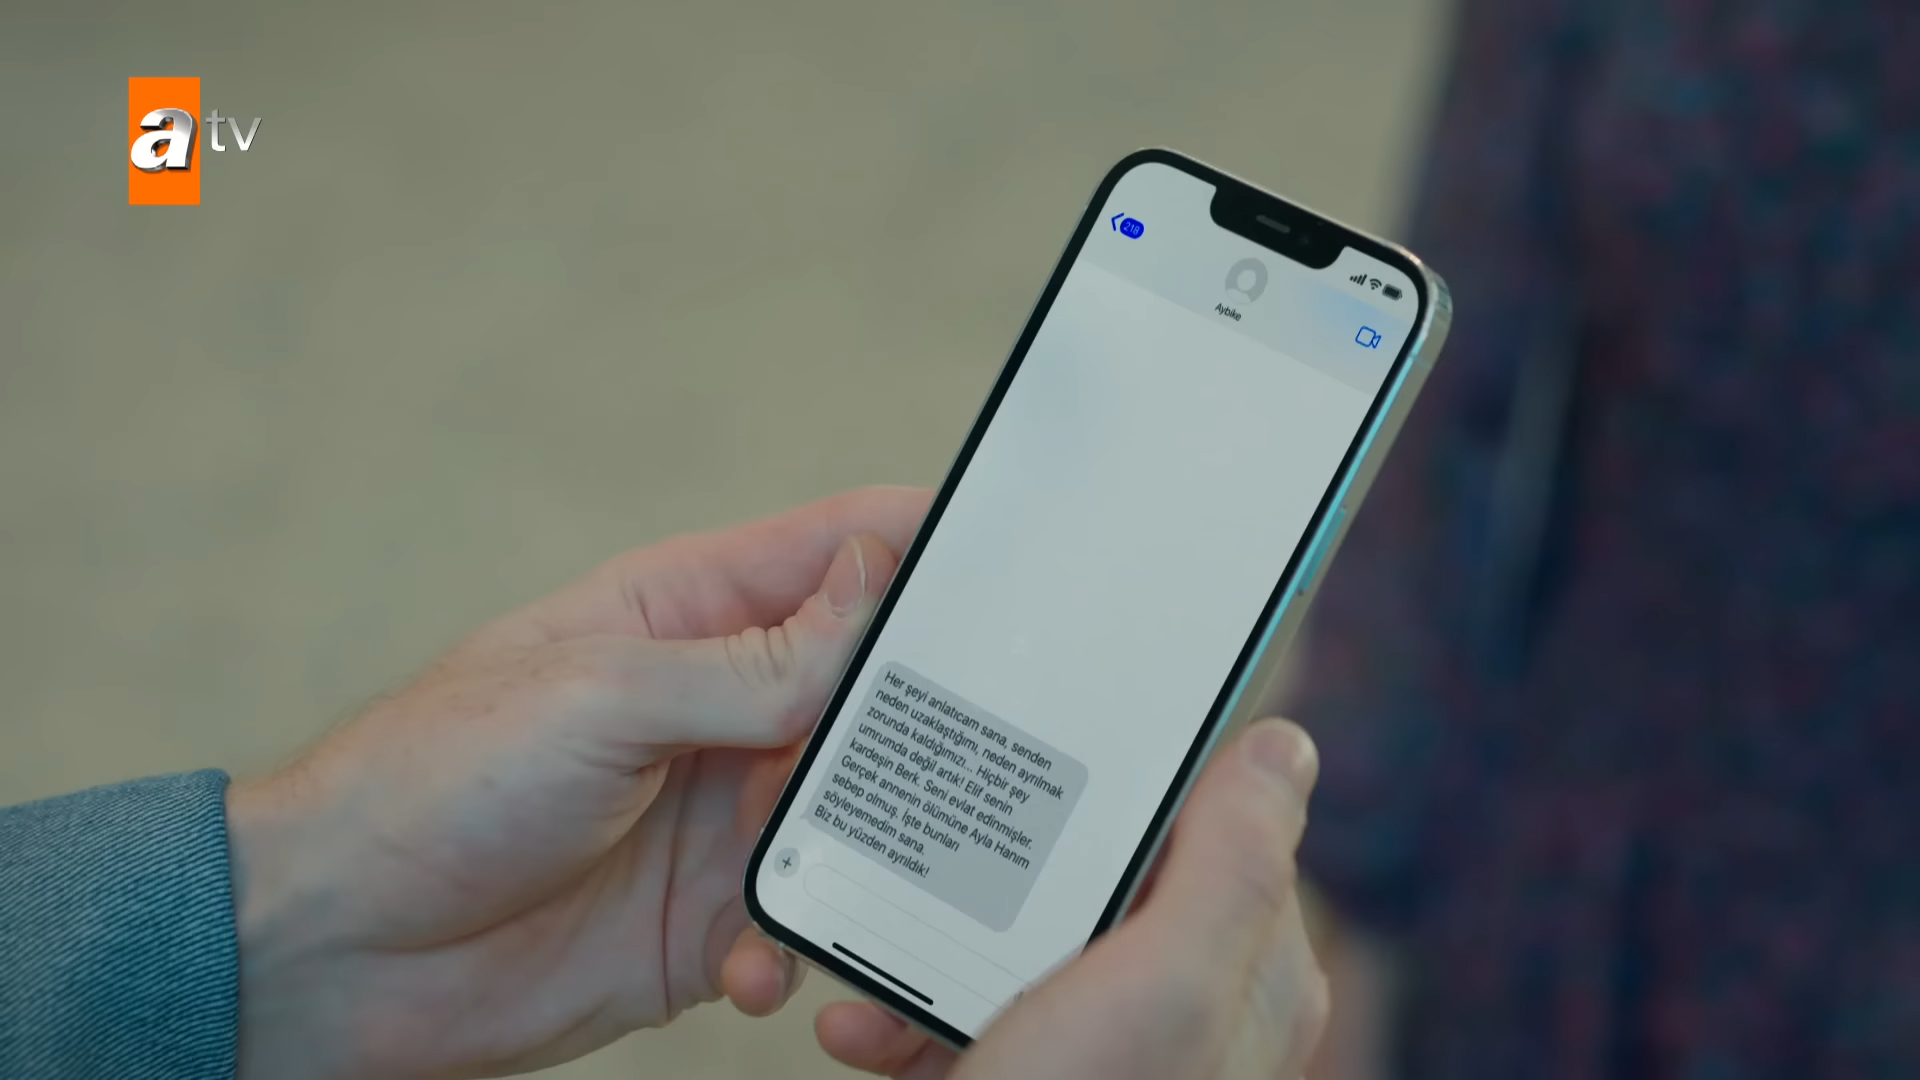 atv
218
Aybike
Her şeyi anlatıcam sana, senden
neden uzaklaştığımı, neden ayrılmak
zorunda kaldığımızı... Hiçbir şey
umrumda değil artık! Elif senin
kardeşin Berk. Seni evlat edinmişler.
Gerçek annenin ölümüne Ayla Hanım
sebep olmuş. İşte bunları
söyleyemedim sana.
Biz bu yüzden ayrıldık!